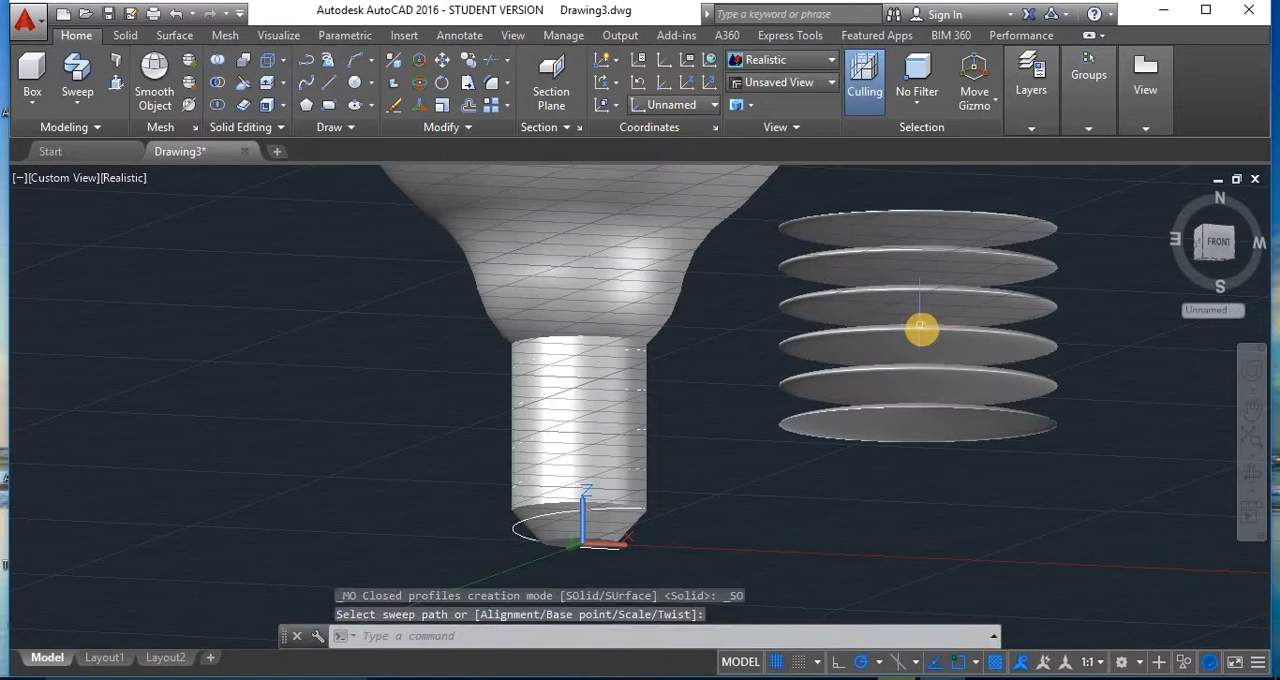 Autodesk AutoCAD 2016 - STUDENT VERSION Drawing3.dwg
Type a keyword or phrase
Sign In
Home Solid Surface Mesh Visualize Parametric Insert Annotate View Manage Output Add-ins A360 Express Tools Featured Apps BIM 360 Performance
Box Sweep Smooth Object Section Plane Realistic Unsaved View Unnamed Culling No Filter Move Gizmo Layers Groups View
Modeling Mesh Solid Editing Draw Modify Section Coordinates View Selection
Start Drawing3*
[−][Custom View][Realistic]
N
E FRONT W
S
Unnamed
Z
X
_MO Closed profiles creation mode [SOlid/SUrface] <Solid>: _SO
Select sweep path or [Alignment/Base point/Scale/Twist]:
Type a command
Model Layout1 Layout2 MODEL 1:1